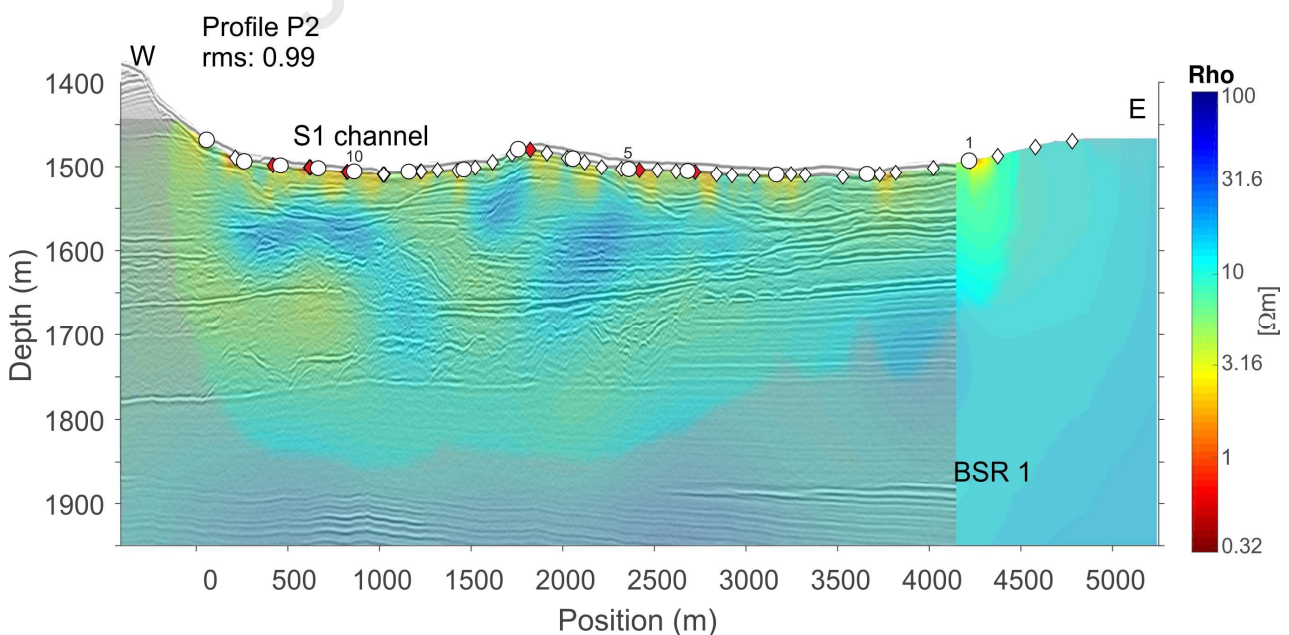 Profile P2
rms: 0.99
W
E
S1 channel
10
5
1
BSR 1
Depth (m)
1400
1500
1600
1700
1800
1900
0
500
1000
1500
2000
2500
3000
3500
4000
4500
5000
Position (m)
Rho
100
31.6
10
3.16
1
0.32
[Ωm]